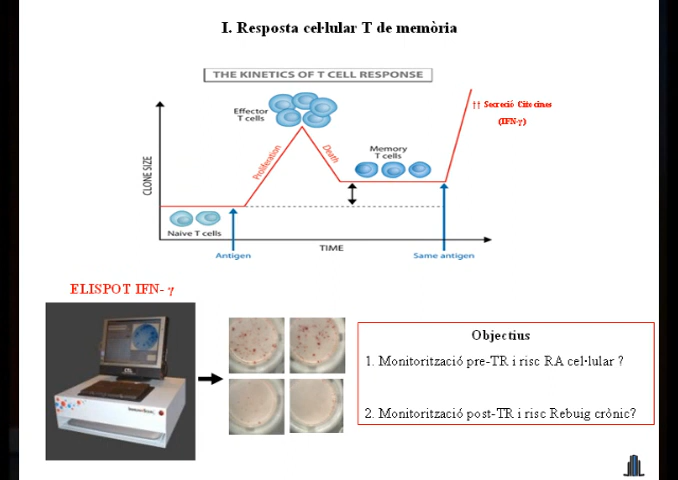 I. Resposta cel·lular T de memòria
THE KINETICS OF T CELL RESPONSE
†† Secreció Citocines
(IFN-γ)
Effector
T cells
Proliferation
Death
Memory
T cells
CLONE SIZE
Naive T cells
TIME
Antigen
Same antigen
ELISPOT IFN- γ
Objectius
1. Monitorització pre-TR i risc RA cel·lular ?
2. Monitorització post-TR i risc Rebuig crònic?